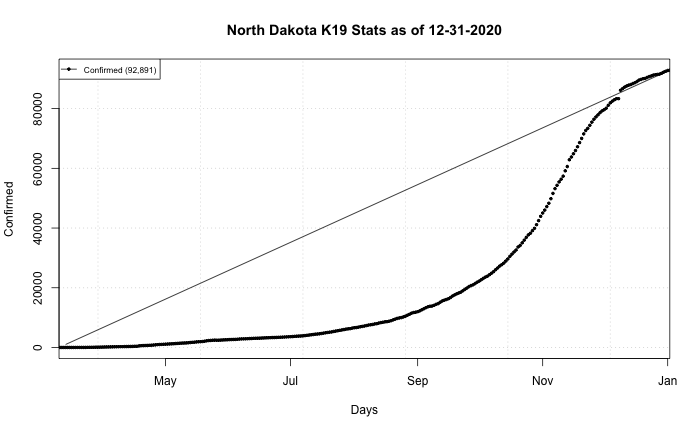 North Dakota K19 Stats as of 12-31-2020
Confirmed (92,891)
80000
60000
40000
20000
0
Confirmed
May Jul Sep Nov Jan
Days